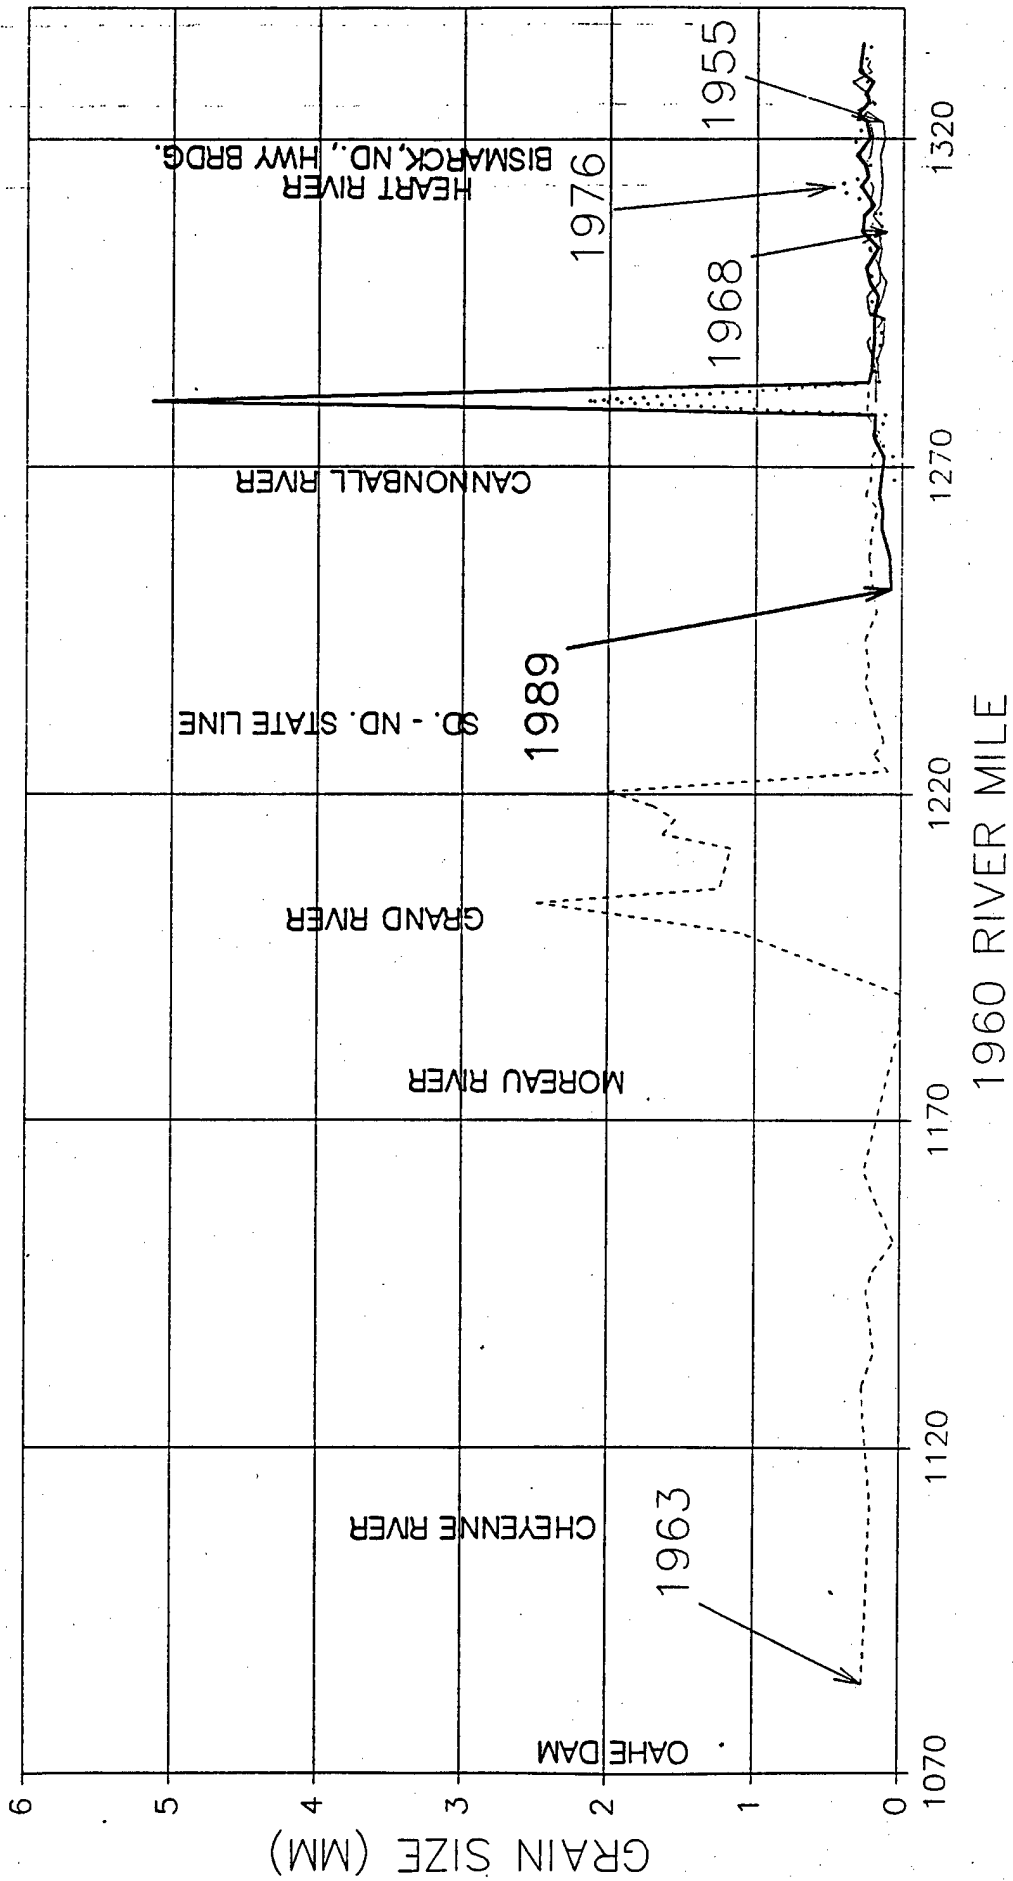 6
5
4
3
2
1
0
GRAIN SIZE (MM)
OAHE DAM
CHEYENNE RIVER
MOREAU RIVER
GRAND RIVER
SD. - ND. STATE LINE
CANNONBALL RIVER
HEART RIVER
BISMARCK, ND., HWY BRDG.
1963
1989
1968
1976
1955
1070
1120
1170
1220
1270
1320
1960 RIVER MILE